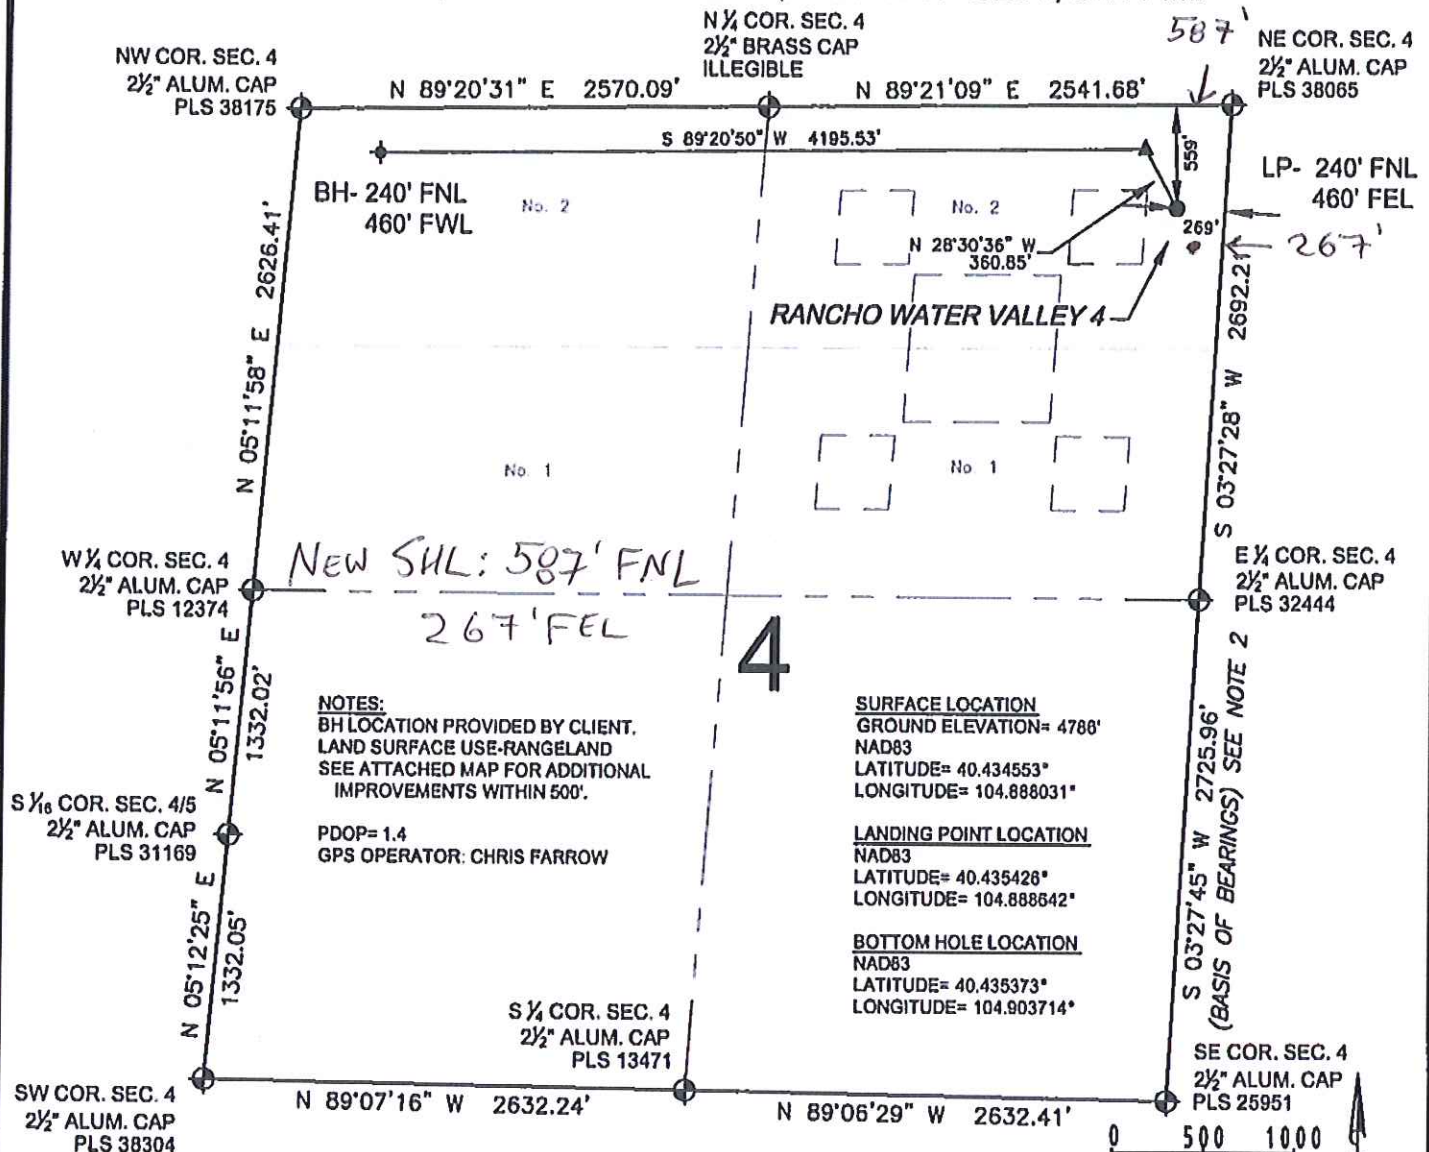 N ¼ COR. SEC. 4
2½" BRASS CAP
ILLEGIBLE
587'
NE COR. SEC. 4
2½" ALUM. CAP
PLS 38065
NW COR. SEC. 4
2½" ALUM. CAP
PLS 38175
N 89°20'31" E 2570.09'
N 89°21'09" E 2541.68'
S 89°20'50" W 4195.53'
559'
BH- 240' FNL
460' FWL
No. 2
No. 2
LP- 240' FNL
460' FEL
269'
267'
N 28°30'36" W
360.85'
RANCHO WATER VALLEY 4
N 05°11'58" E 2626.41'
S 03°27'28" W 2692.21'
No. 1
No 1
W ¼ COR. SEC. 4
2½" ALUM. CAP
PLS 12374
NEW SHL: 587' FNL
267' FEL
E ¼ COR. SEC. 4
2½" ALUM. CAP
PLS 32444
4
N 05°11'56" E
1332.02'
NOTES:
BH LOCATION PROVIDED BY CLIENT.
LAND SURFACE USE-RANGELAND
SEE ATTACHED MAP FOR ADDITIONAL
IMPROVEMENTS WITHIN 500'.
PDOP= 1.4
GPS OPERATOR: CHRIS FARROW
SURFACE LOCATION
GROUND ELEVATION= 4786'
NAD83
LATITUDE= 40.434553°
LONGITUDE= 104.888031°
LANDING POINT LOCATION
NAD83
LATITUDE= 40.435426°
LONGITUDE= 104.888642°
BOTTOM HOLE LOCATION
NAD83
LATITUDE= 40.435373°
LONGITUDE= 104.903714°
S 03°27'45" W 2725.96'
(BASIS OF BEARINGS) SEE NOTE 2
S 1/16 COR. SEC. 4/5
2½" ALUM. CAP
PLS 31169
N 05°12'25" E
1332.05'
S ¼ COR. SEC. 4
2½" ALUM. CAP
PLS 13471
SW COR. SEC. 4
2½" ALUM. CAP
PLS 38304
N 89°07'16" W 2632.24'
N 89°06'29" W 2632.41'
SE COR. SEC. 4
2½" ALUM. CAP
PLS 25951
0 500 1000